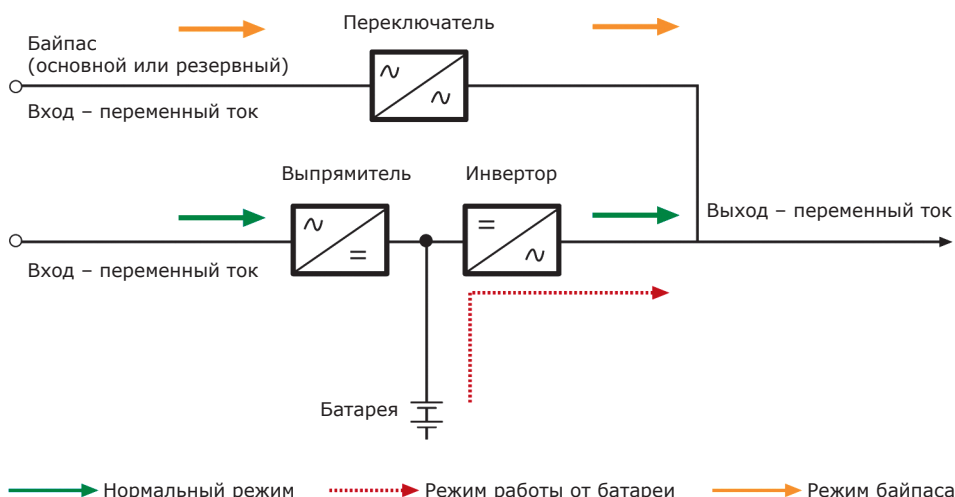 Переключатель
Байпас
(основной или резервный)
Вход – переменный ток
Выпрямитель
Инвертор
Выход – переменный ток
Вход – переменный ток
Батарея
Нормальный режим
Режим работы от батареи
Режим байпаса